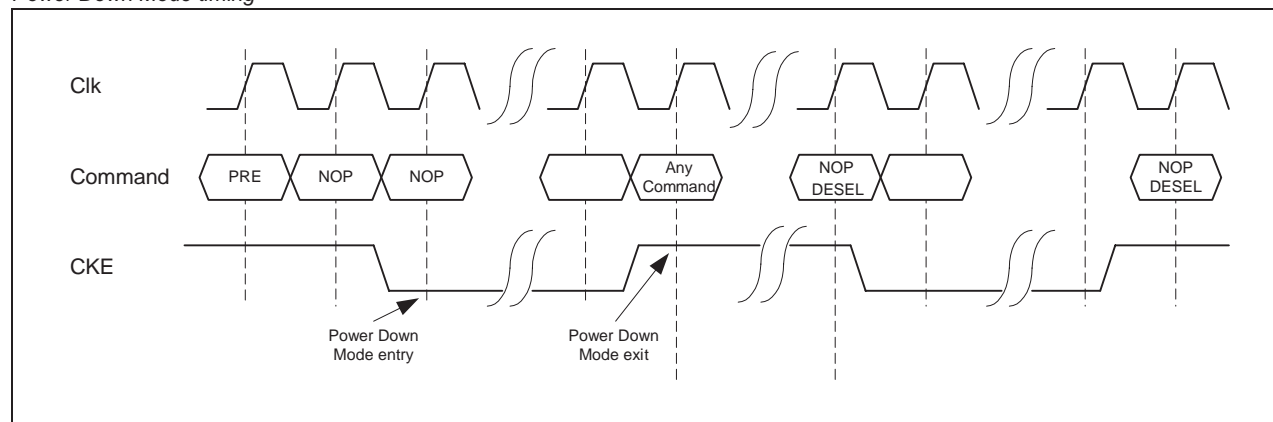 Power Down Mode timing
Clk
Command
PRE
NOP
NOP
Any
Command
NOP
DESEL
NOP
DESEL
CKE
Power Down
Mode entry
Power Down
Mode exit